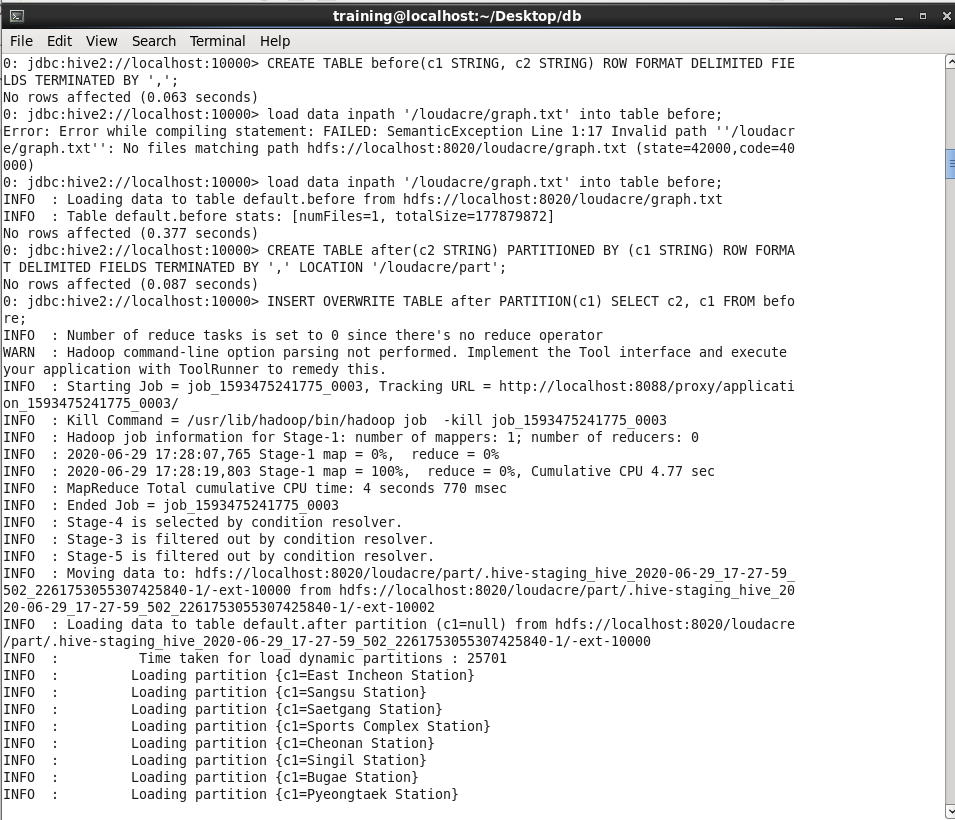 training@localhost:~/Desktop/db
File Edit View Search Terminal Help
0: jdbc:hive2://localhost:10000> CREATE TABLE before(c1 STRING, c2 STRING) ROW FORMAT DELIMITED FIE
LDS TERMINATED BY ',';
No rows affected (0.063 seconds)
0: jdbc:hive2://localhost:10000> load data inpath '/loudacre/graph.txt' into table before;
Error: Error while compiling statement: FAILED: SemanticException Line 1:17 Invalid path ''/loudacr
e/graph.txt'': No files matching path hdfs://localhost:8020/loudacre/graph.txt (state=42000,code=40
000)
0: jdbc:hive2://localhost:10000> load data inpath '/loudacre/graph.txt' into table before;
INFO  : Loading data to table default.before from hdfs://localhost:8020/loudacre/graph.txt
INFO  : Table default.before stats: [numFiles=1, totalSize=177879872]
No rows affected (0.377 seconds)
0: jdbc:hive2://localhost:10000> CREATE TABLE after(c2 STRING) PARTITIONED BY (c1 STRING) ROW FORMA
T DELIMITED FIELDS TERMINATED BY ',' LOCATION '/loudacre/part';
No rows affected (0.087 seconds)
0: jdbc:hive2://localhost:10000> INSERT OVERWRITE TABLE after PARTITION(c1) SELECT c2, c1 FROM befo
re;
INFO  : Number of reduce tasks is set to 0 since there's no reduce operator
WARN  : Hadoop command-line option parsing not performed. Implement the Tool interface and execute
your application with ToolRunner to remedy this.
INFO  : Starting Job = job_1593475241775_0003, Tracking URL = http://localhost:8088/proxy/applicati
on_1593475241775_0003/
INFO  : Kill Command = /usr/lib/hadoop/bin/hadoop job  -kill job_1593475241775_0003
INFO  : Hadoop job information for Stage-1: number of mappers: 1; number of reducers: 0
INFO  : 2020-06-29 17:28:07,765 Stage-1 map = 0%,  reduce = 0%
INFO  : 2020-06-29 17:28:19,803 Stage-1 map = 100%,  reduce = 0%, Cumulative CPU 4.77 sec
INFO  : MapReduce Total cumulative CPU time: 4 seconds 770 msec
INFO  : Ended Job = job_1593475241775_0003
INFO  : Stage-4 is selected by condition resolver.
INFO  : Stage-3 is filtered out by condition resolver.
INFO  : Stage-5 is filtered out by condition resolver.
INFO  : Moving data to: hdfs://localhost:8020/loudacre/part/.hive-staging_hive_2020-06-29_17-27-59_
502_2261753055307425840-1/-ext-10000 from hdfs://localhost:8020/loudacre/part/.hive-staging_hive_20
20-06-29_17-27-59_502_2261753055307425840-1/-ext-10002
INFO  : Loading data to table default.after partition (c1=null) from hdfs://localhost:8020/loudacre
/part/.hive-staging_hive_2020-06-29_17-27-59_502_2261753055307425840-1/-ext-10000
INFO  :          Time taken for load dynamic partitions : 25701
INFO  :         Loading partition {c1=East Incheon Station}
INFO  :         Loading partition {c1=Sangsu Station}
INFO  :         Loading partition {c1=Saetgang Station}
INFO  :         Loading partition {c1=Sports Complex Station}
INFO  :         Loading partition {c1=Cheonan Station}
INFO  :         Loading partition {c1=Singil Station}
INFO  :         Loading partition {c1=Bugae Station}
INFO  :         Loading partition {c1=Pyeongtaek Station}